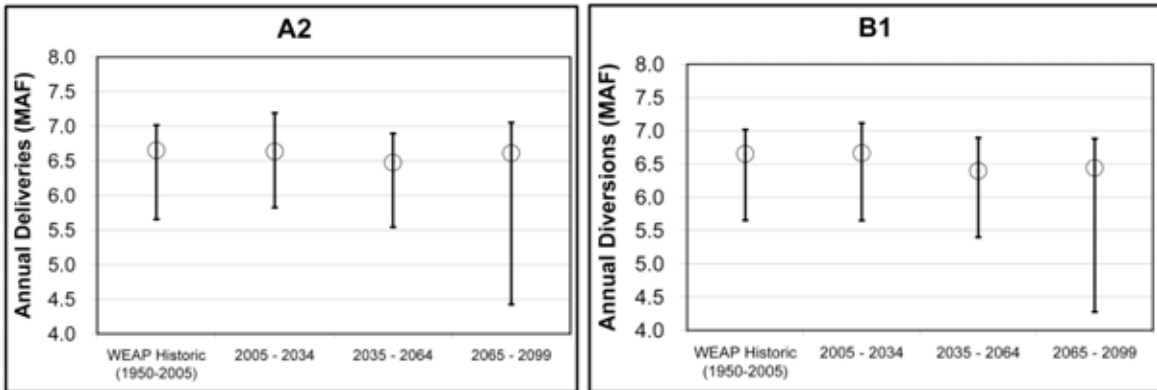 A2
Annual Deliveries (MAF)
8.0
7.5
7.0
6.5
6.0
5.5
5.0
4.5
4.0
WEAP Historic
(1950-2005)
2005 - 2034
2035 - 2064
2065 - 2099
B1
Annual Diversions (MAF)
8.0
7.5
7.0
6.5
6.0
5.5
5.0
4.5
4.0
WEAP Historic
(1950-2005)
2005 - 2034
2035 - 2064
2065 - 2099